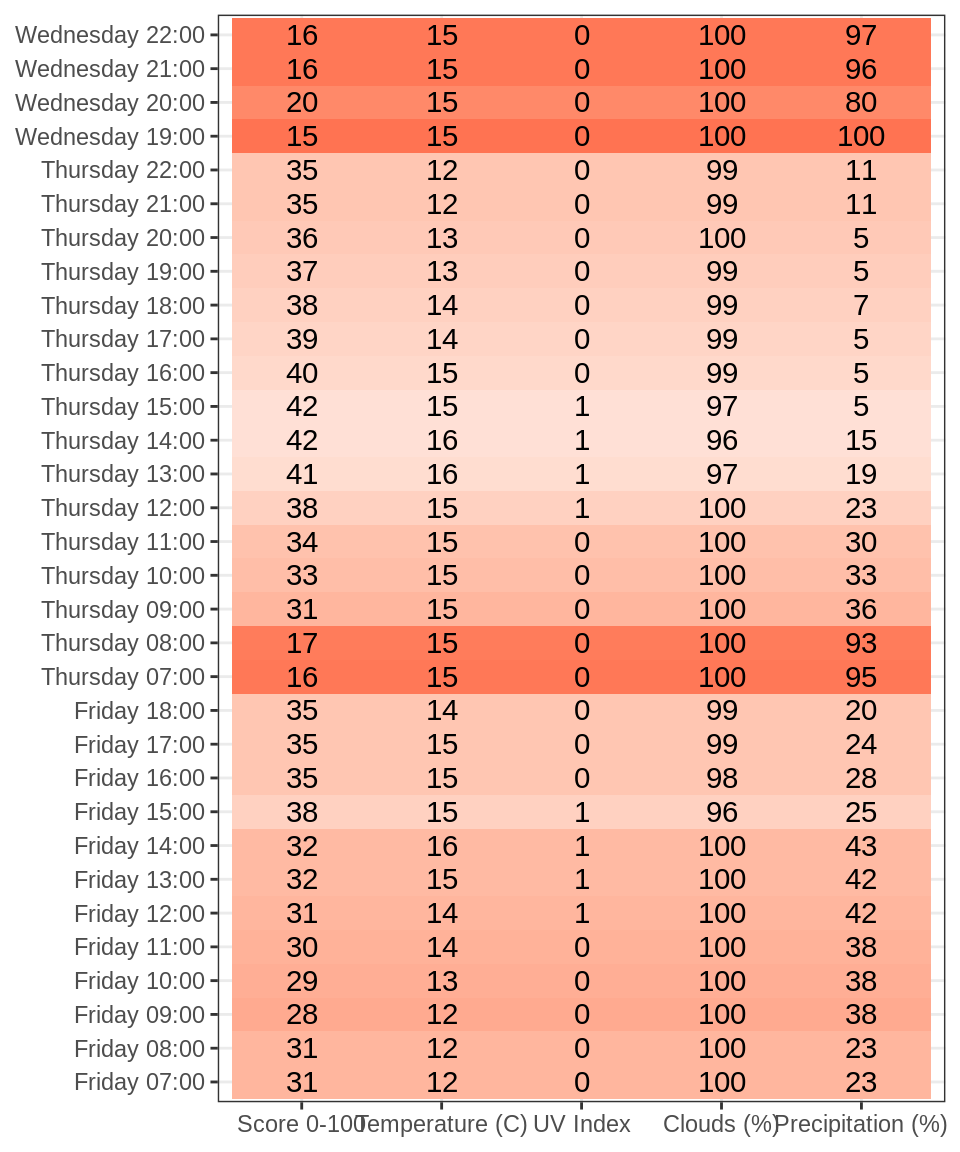 Wednesday 22:00 16 15 0 100 97
Wednesday 21:00 16 15 0 100 96
Wednesday 20:00 20 15 0 100 80
Wednesday 19:00 15 15 0 100 100
Thursday 22:00 35 12 0 99 11
Thursday 21:00 35 12 0 99 11
Thursday 20:00 36 13 0 100 5
Thursday 19:00 37 13 0 99 5
Thursday 18:00 38 14 0 99 7
Thursday 17:00 39 14 0 99 5
Thursday 16:00 40 15 0 99 5
Thursday 15:00 42 15 1 97 5
Thursday 14:00 42 16 1 96 15
Thursday 13:00 41 16 1 97 19
Thursday 12:00 38 15 1 100 23
Thursday 11:00 34 15 0 100 30
Thursday 10:00 33 15 0 100 33
Thursday 09:00 31 15 0 100 36
Thursday 08:00 17 15 0 100 93
Thursday 07:00 16 15 0 100 95
Friday 18:00 35 14 0 99 20
Friday 17:00 35 15 0 99 24
Friday 16:00 35 15 0 98 28
Friday 15:00 38 15 1 96 25
Friday 14:00 32 16 1 100 43
Friday 13:00 32 15 1 100 42
Friday 12:00 31 14 1 100 42
Friday 11:00 30 14 0 100 38
Friday 10:00 29 13 0 100 38
Friday 09:00 28 12 0 100 38
Friday 08:00 31 12 0 100 23
Friday 07:00 31 12 0 100 23
Score 0-100 Temperature (C) UV Index Clouds (%) Precipitation (%)